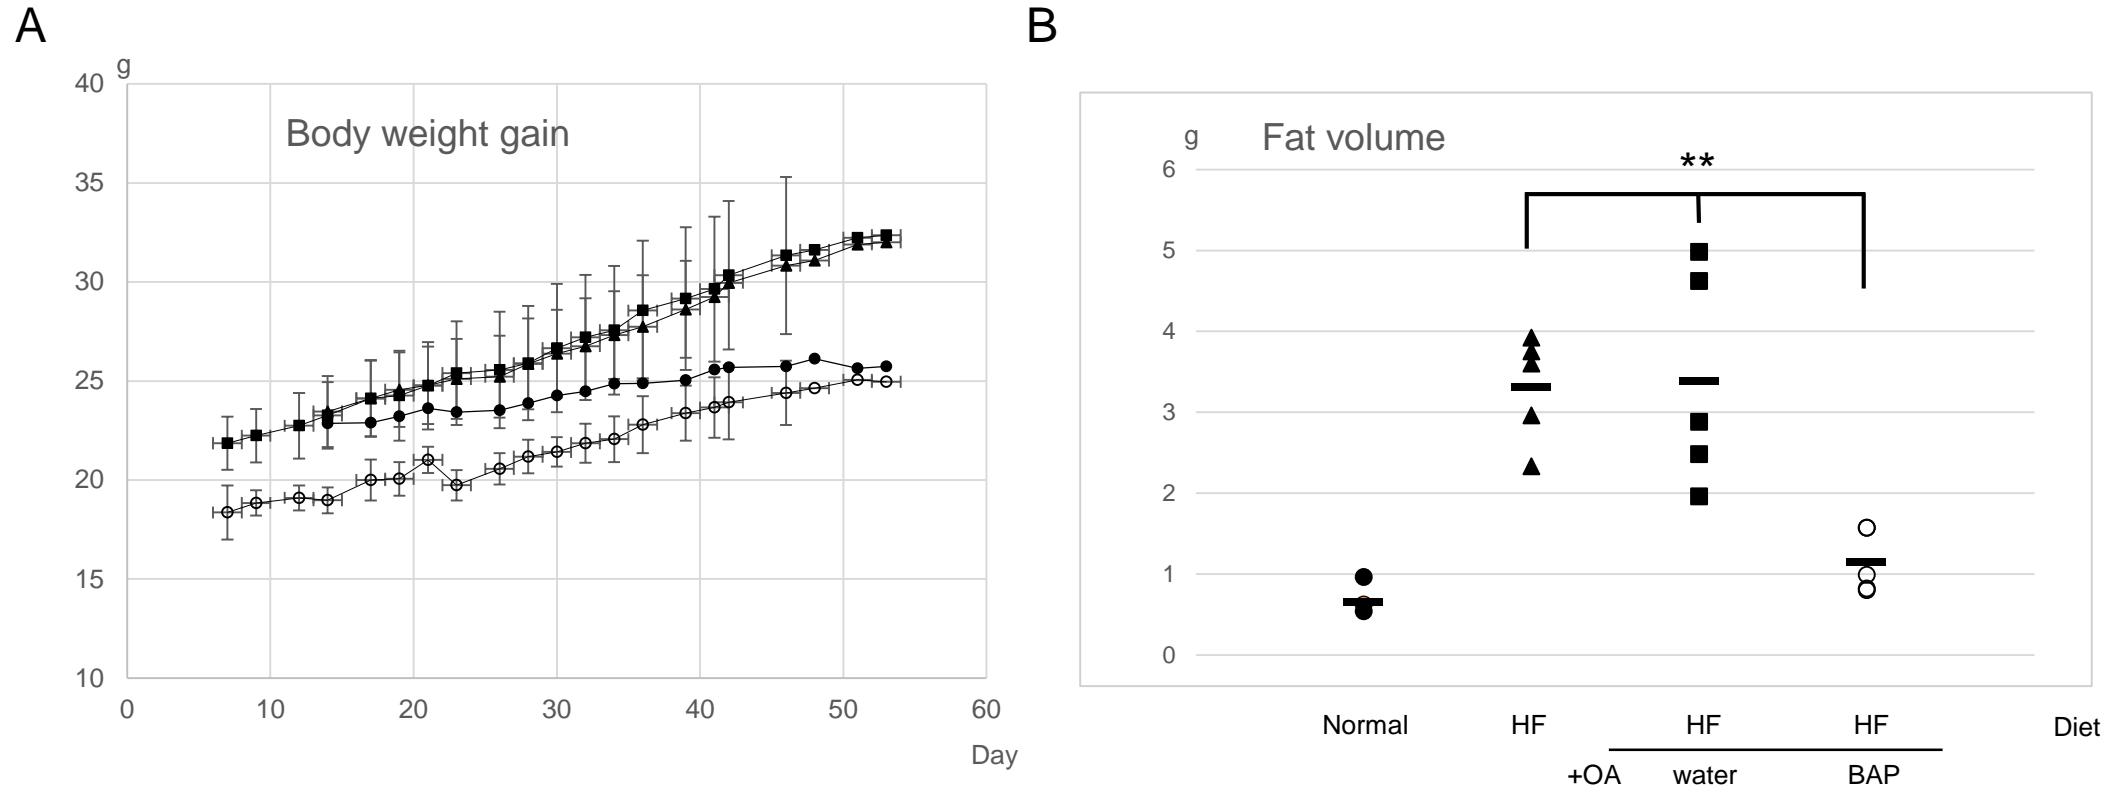 A
B
g
Body weight gain
40
35
30
25
20
15
10
0 10 20 30 40 50 60
Day
g Fat volume
**
6
5
4
3
2
1
0
Normal HF HF HF Diet
+OA water BAP